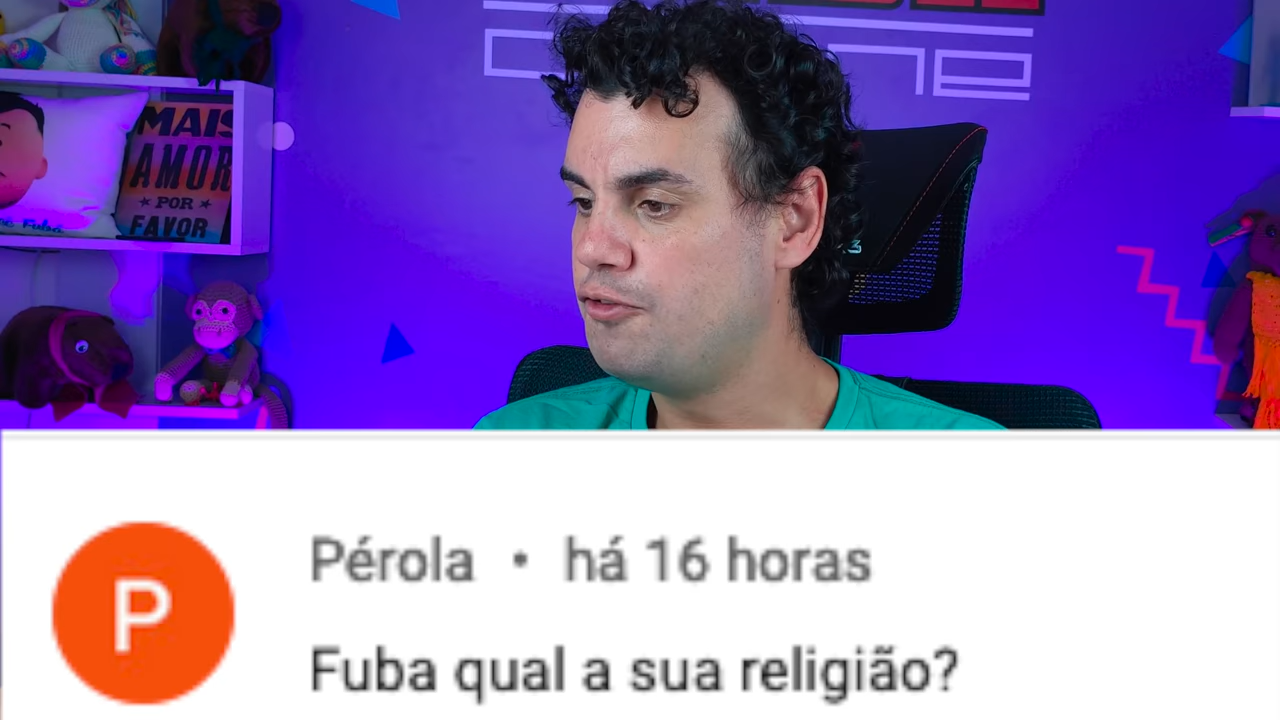 MAIS
AMOR
POR
FAVOR
Pérola • há 16 horas
Fuba qual a sua religião?